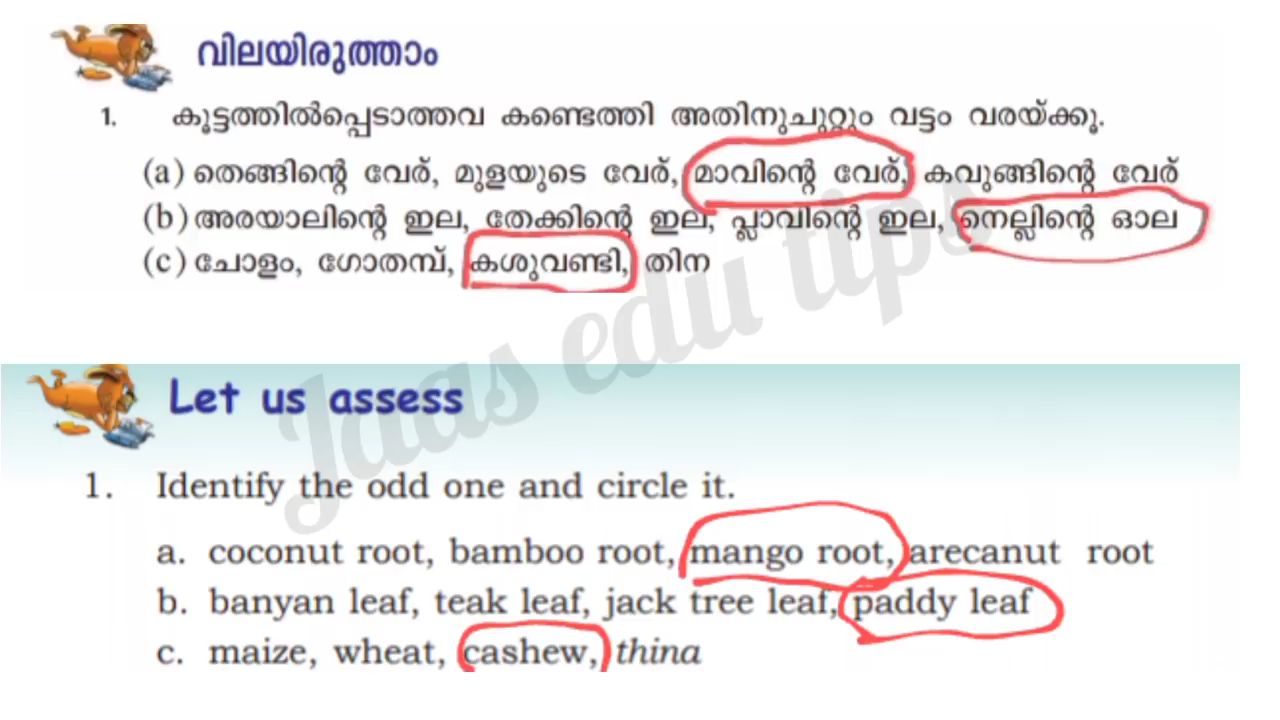 വിലയിരുത്താം
1. കൂട്ടത്തിൽപ്പെടാത്തവ കണ്ടെത്തി അതിനുചുറ്റും വട്ടം വരയ്ക്കൂ.
(a) തെങ്ങിന്റെ വേര്, മുളയുടെ വേര്, മാവിന്റെ വേര്, കവുങ്ങിന്റെ വേര്
(b) അരയാലിന്റെ ഇല, തേക്കിന്റെ ഇല, പ്ലാവിന്റെ ഇല, നെല്ലിന്റെ ഓല
(c) ചോളം, ഗോതമ്പ്, കശുവണ്ടി, തിന
Jaas edu tips
Let us assess
1. Identify the odd one and circle it.
a. coconut root, bamboo root, mango root, arecanut root
b. banyan leaf, teak leaf, jack tree leaf, paddy leaf
c. maize, wheat, cashew, thina